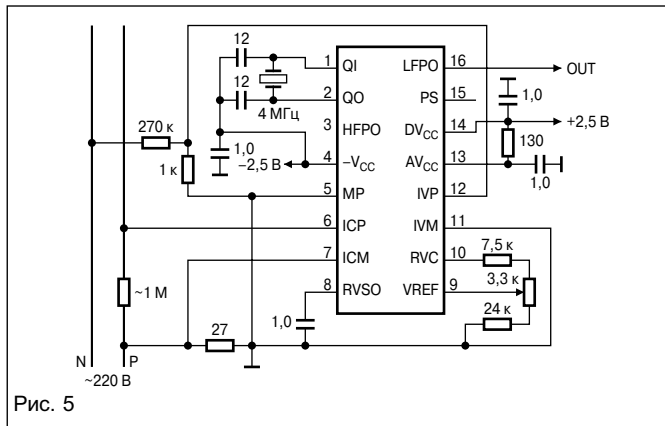 12
12
4 МГц
270 к
1 к
1,0
–2,5 В
~1 М
27
1,0
N
P
~220 В
1
QI
LFPO
16
OUT
2
QO
PS
15
1,0
3
HFPO
DVCC
14
+2,5 В
130
4
–VCC
AVCC
13
1,0
5
MP
IVP
12
6
ICP
IVM
11
7
ICM
RVC
10
7,5 к
3,3 к
8
RVSO
VREF
9
24 к
Рис. 5